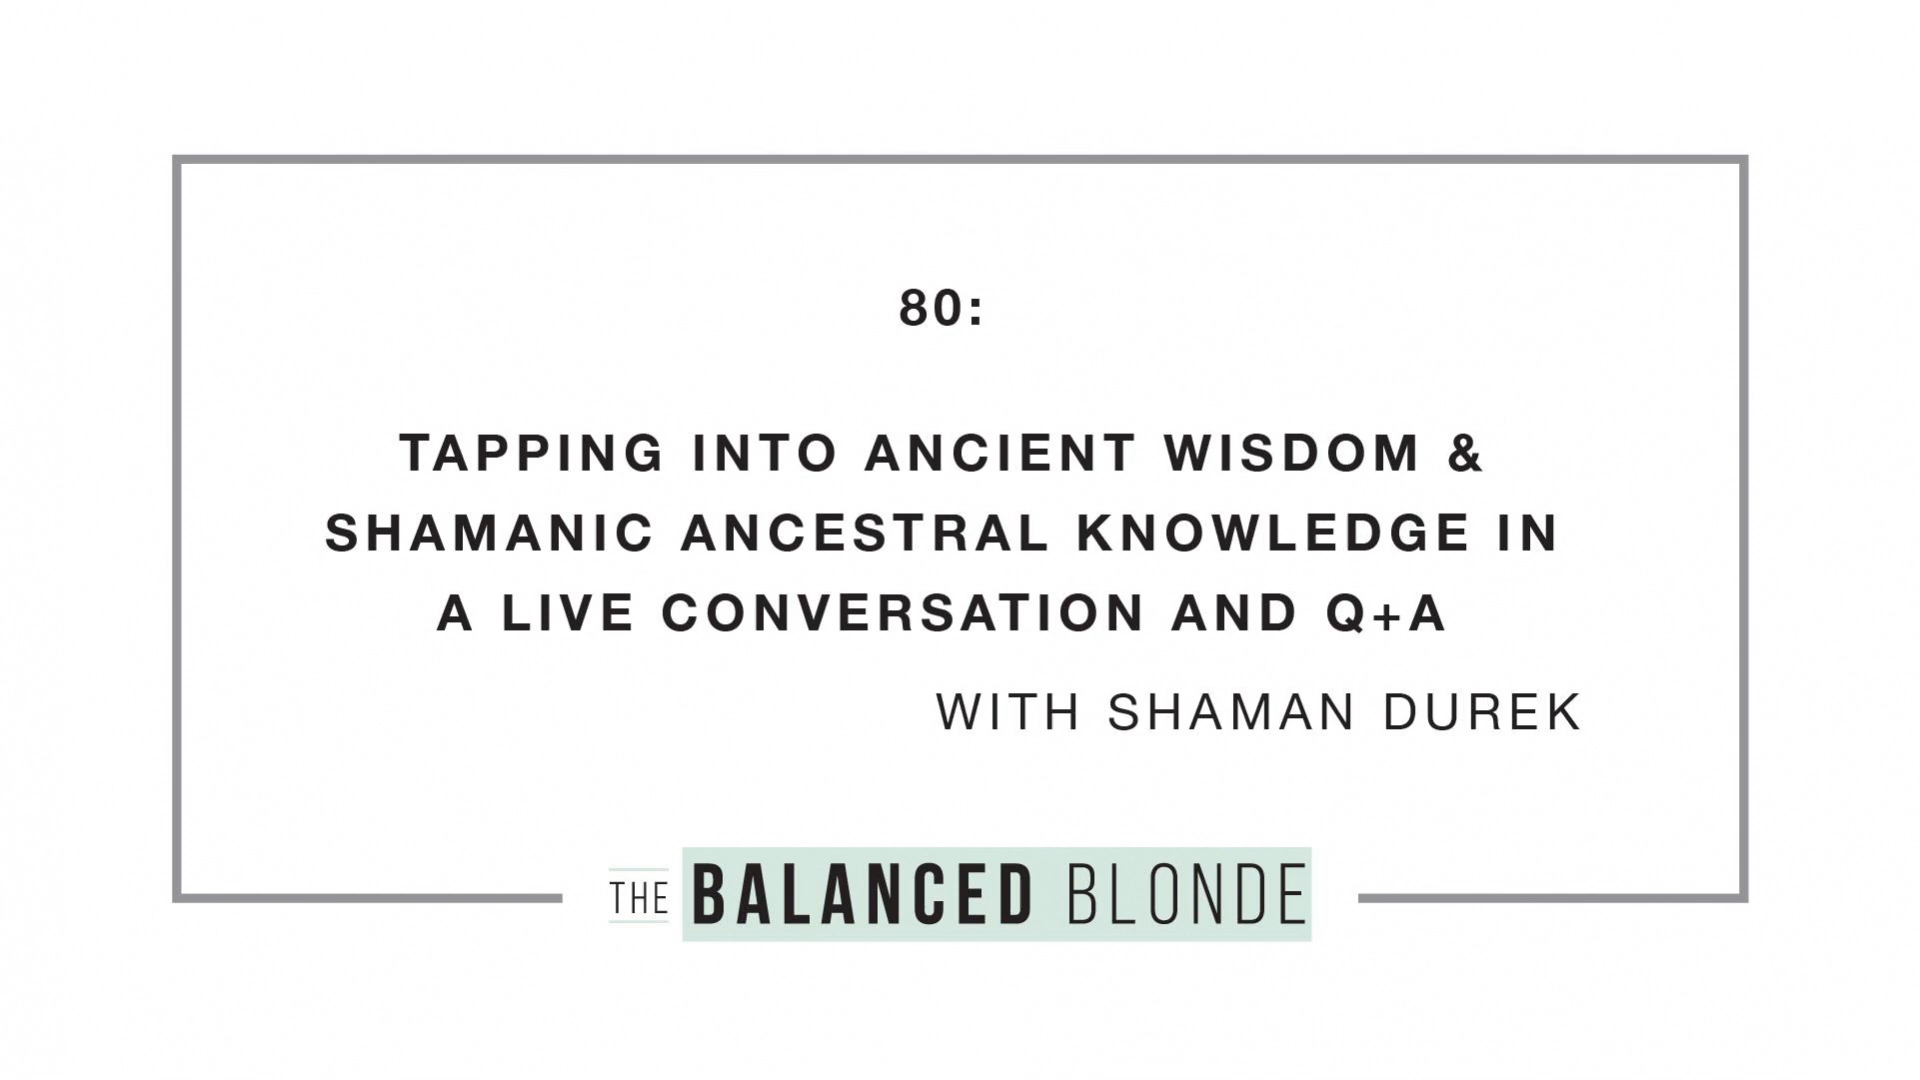 80:
TAPPING INTO ANCIENT WISDOM &
SHAMANIC ANCESTRAL KNOWLEDGE IN
A LIVE CONVERSATION AND Q+A
WITH SHAMAN DUREK
THE BALANCED BLONDE